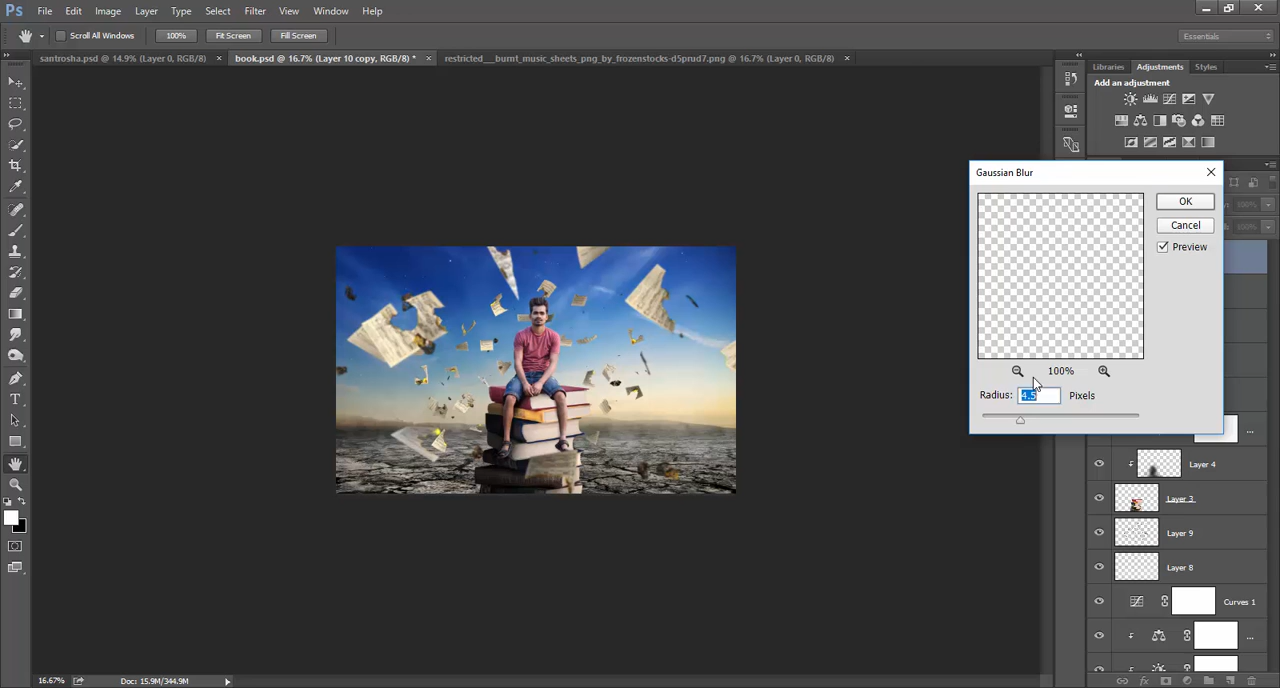 Ps File Edit Image Layer Type Select Filter View Window Help
Scroll All Windows 100% Fit Screen Fill Screen Essentials
santrosha.psd @ 14.9% (Layer 0, RGB/8) × book.psd @ 16.7% (Layer 10 copy, RGB/8) * × restricted__burnt_music_sheets_png_by_frozenstocks-d5prud7.png @ 16.7% (Layer 0, RGB/8) ×
Libraries Adjustments Styles
Add an adjustment
Gaussian Blur
OK
Cancel
Preview
100%
Radius: 4.5 Pixels
...
Layer 4
Layer 3
Layer 9
Layer 8
Curves 1
...
16.67% Doc: 15.9M/344.9M